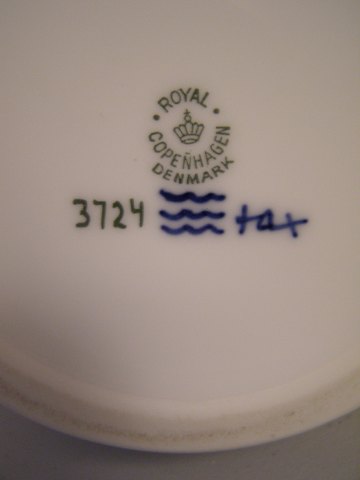 ROYAL
COPENHAGEN
DENMARK
3724